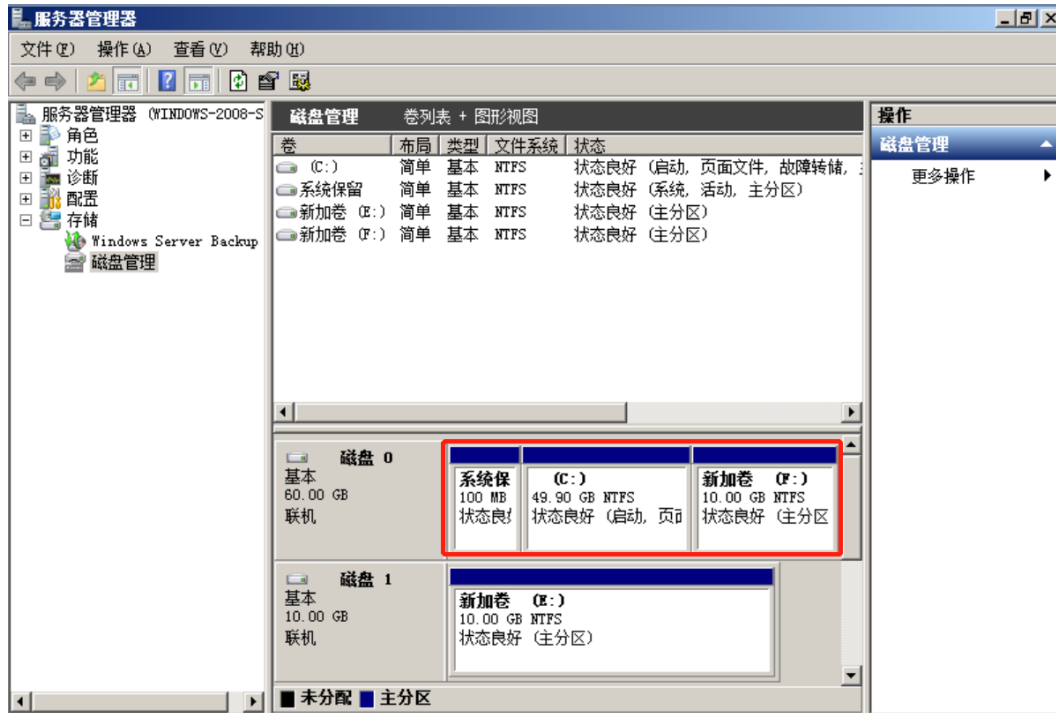 服务器管理器
文件(F) 操作(A) 查看(V) 帮助(H)
服务器管理器 (WINDOWS-2008-S
角色
功能
诊断
配置
存储
Windows Server Backup
磁盘管理
磁盘管理 卷列表 + 图形视图
卷 布局 类型 文件系统 状态
(C:) 简单 基本 NTFS 状态良好 (启动, 页面文件, 故障转储,
系统保留 简单 基本 NTFS 状态良好 (系统, 活动, 主分区)
新加卷 (E:) 简单 基本 NTFS 状态良好 (主分区)
新加卷 (F:) 简单 基本 NTFS 状态良好 (主分区)
磁盘 0
基本
60.00 GB
联机
系统保
100 MB
状态良
(C:)
49.90 GB NTFS
状态良好 (启动, 页
新加卷 (F:)
10.00 GB NTFS
状态良好 (主分区
磁盘 1
基本
10.00 GB
联机
新加卷 (E:)
10.00 GB NTFS
状态良好 (主分区)
未分配 主分区
操作
磁盘管理
更多操作